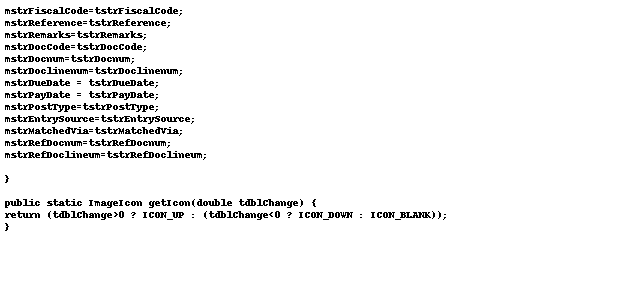 mstrFiscalCode=tstrFiscalCode;
mstrReference=tstrReference;
mstrRemarks=tstrRemarks;
mstrDocCode=tstrDocCode;
mstrDocnum=tstrDocnum;
mstrDoclinenum=tstrDoclinenum;
mstrDueDate = tstrDueDate;
mstrPayDate = tstrPayDate;
mstrPostType=tstrPostType;
mstrEntrySource=tstrEntrySource;
mstrMatchedVia=tstrMatchedVia;
mstrRefDocnum=tstrRefDocnum;
mstrRefDoclineum=tstrRefDoclineum;
}
public static ImageIcon getIcon(double tdblChange) {
return (tdblChange>0 ? ICON_UP : (tdblChange<0 ? ICON_DOWN : ICON_BLANK));
}